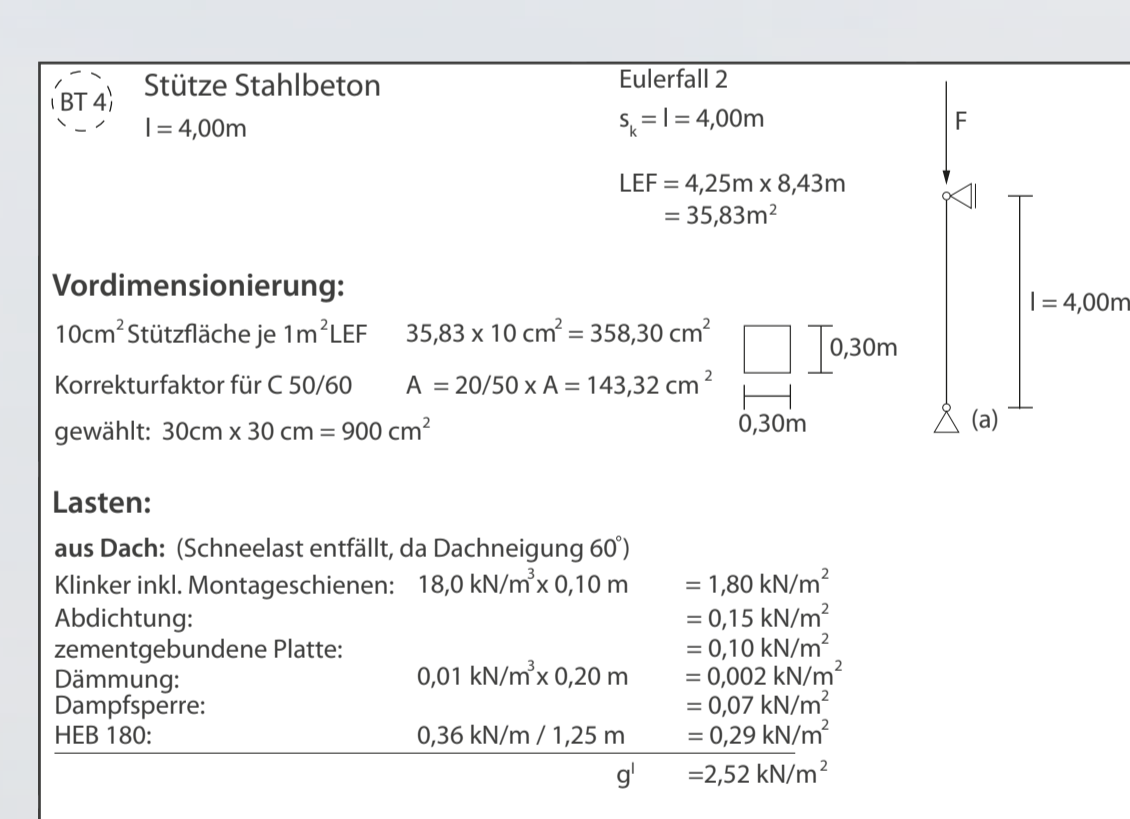 BT 4
Stütze Stahlbeton
l = 4,00m
Eulerfall 2
sₖ = l = 4,00m
LEF = 4,25m x 8,43m
= 35,83m²
F
l = 4,00m
(a)
Vordimensionierung:
10cm² Stützfläche je 1m² LEF 35,83 x 10 cm² = 358,30 cm²
Korrekturfaktor für C 50/60 A = 20/50 x A = 143,32 cm²
gewählt: 30cm x 30 cm = 900 cm²
0,30m
0,30m
Lasten:
aus Dach: (Schneelast entfällt, da Dachneigung 60°)
Klinker inkl. Montageschienen: 18,0 kN/m³ x 0,10 m = 1,80 kN/m²
Abdichtung: = 0,15 kN/m²
zementgebundene Platte: = 0,10 kN/m²
Dämmung: 0,01 kN/m³ x 0,20 m = 0,002 kN/m²
Dampfsperre: = 0,07 kN/m²
HEB 180: 0,36 kN/m / 1,25 m = 0,29 kN/m²
gˡ =2,52 kN/m²